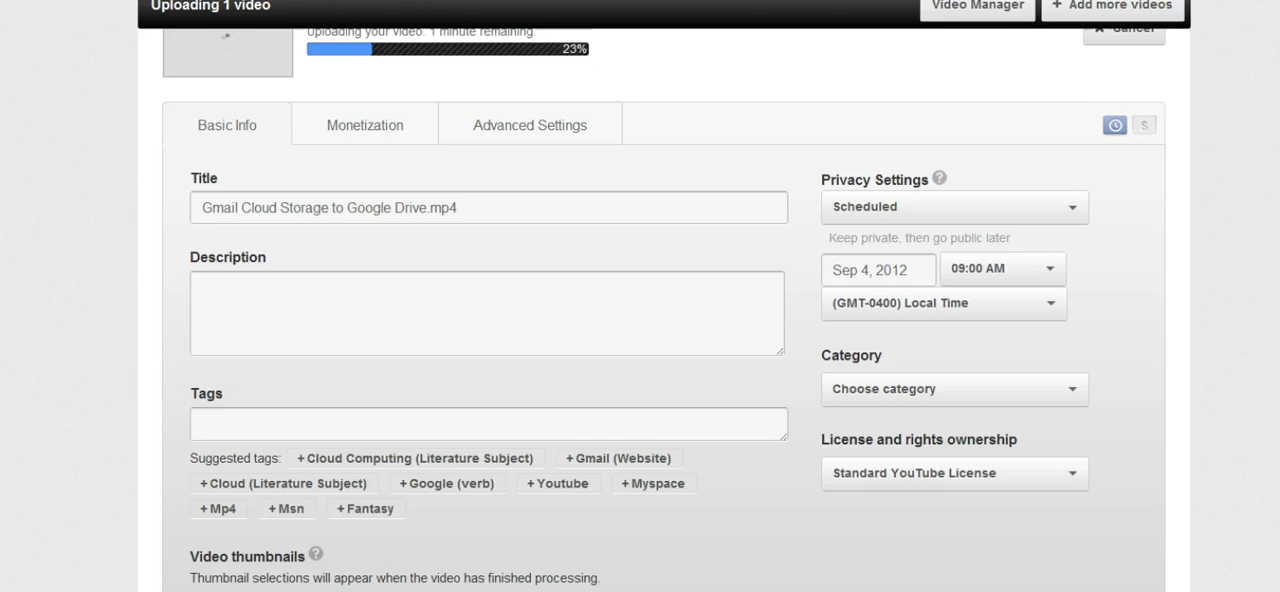 Uploading 1 video
Video Manager
+ Add more videos
Uploading your video. 1 minute remaining.
23%
Cancel
Basic Info
Monetization
Advanced Settings
$
Title
Gmail Cloud Storage to Google Drive.mp4
Description
Tags
Suggested tags: + Cloud Computing (Literature Subject) + Gmail (Website)
+ Cloud (Literature Subject) + Google (verb) + Youtube + Myspace
+ Mp4 + Msn + Fantasy
Video thumbnails ?
Thumbnail selections will appear when the video has finished processing.
Privacy Settings ?
Scheduled
Keep private, then go public later
Sep 4, 2012 09:00 AM
(GMT-0400) Local Time
Category
Choose category
License and rights ownership
Standard YouTube License